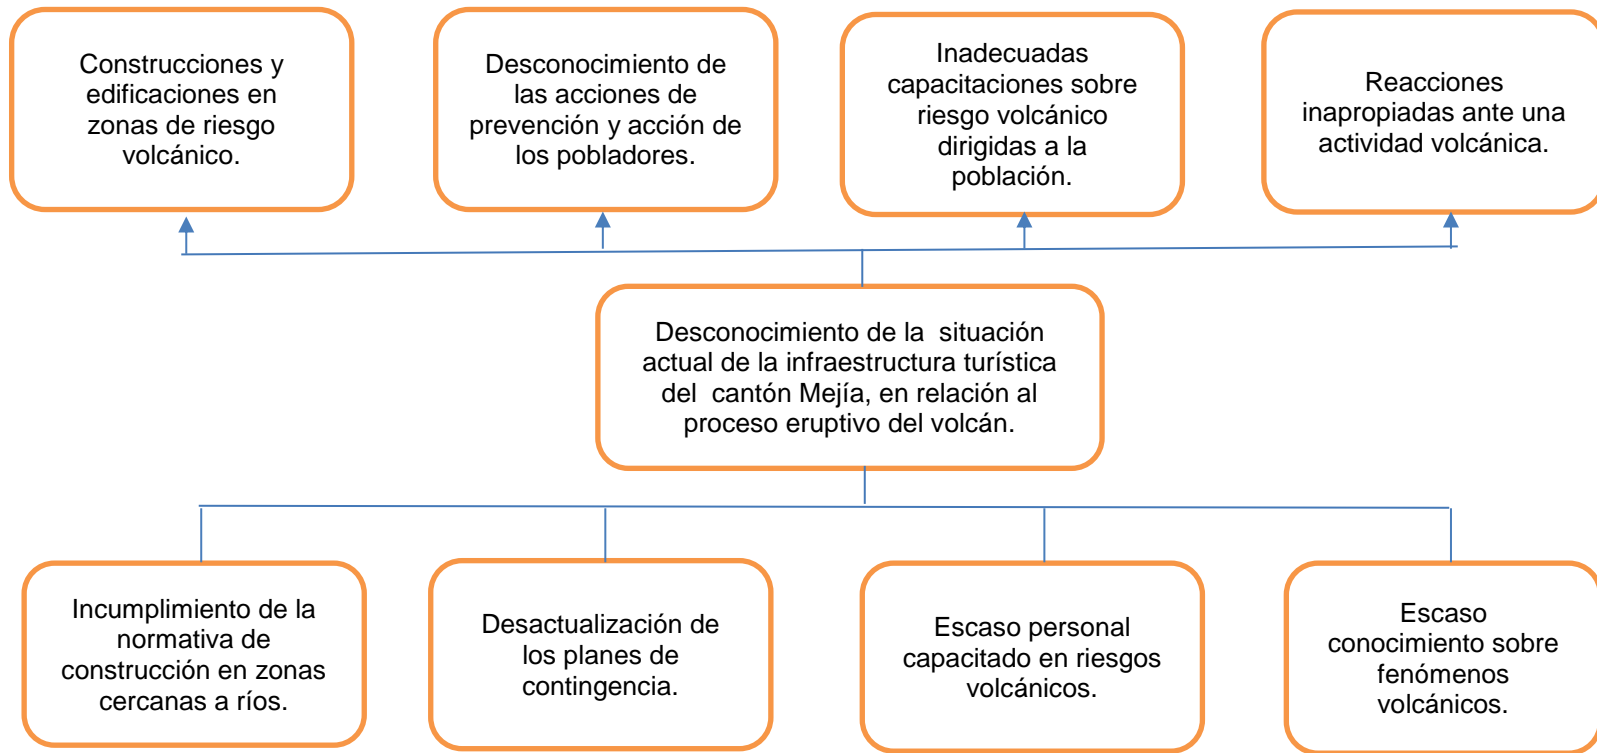 Construcciones y
edificaciones en
zonas de riesgo
volcánico.
Desconocimiento de
las acciones de
prevención y acción de
los pobladores.
Inadecuadas
capacitaciones sobre
riesgo volcánico
dirigidas a la
población.
Reacciones
inapropiadas ante una
actividad volcánica.
Desconocimiento de la situación
actual de la infraestructura turística
del cantón Mejía, en relación al
proceso eruptivo del volcán.
Incumplimiento de la
normativa de
construcción en zonas
cercanas a ríos.
Desactualización de
los planes de
contingencia.
Escaso personal
capacitado en riesgos
volcánicos.
Escaso
conocimiento sobre
fenómenos
volcánicos.